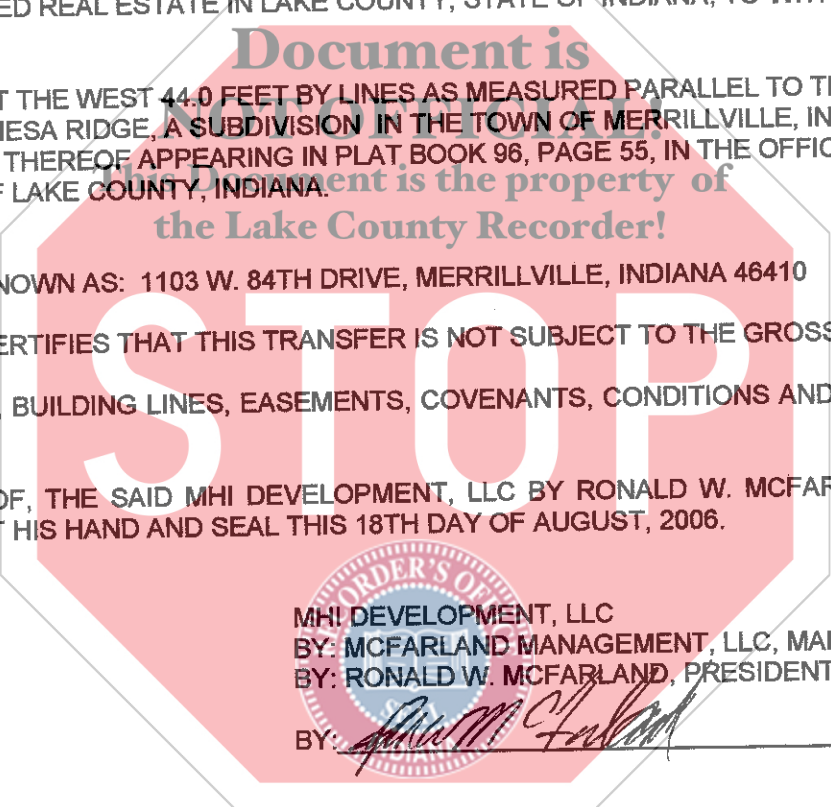 ED REAL ESTATE IN LAKE COUNTY, STATE OF INDIANA, TO WIT:
Document is
T THE WEST 44.0 FEET BY LINES AS MEASURED PARALLEL TO
NOT OFFICIAL!
MESA RIDGE, A SUBDIVISION IN THE TOWN OF MERRILLVILLE, IN
THEREOF APPEARING IN PLAT BOOK 96, PAGE 55, IN THE OFFIC
This Document is the property of
F LAKE COUNTY, INDIANA.
the Lake County Recorder!
NOWN AS: 1103 W. 84TH DRIVE, MERRILLVILLE, INDIANA 46410
STOP
ERTIFIES THAT THIS TRANSFER IS NOT SUBJECT TO THE GROSS
, BUILDING LINES, EASEMENTS, COVENANTS, CONDITIONS AND
OF, THE SAID MHI DEVELOPMENT, LLC BY RONALD W. MCFAR
T HIS HAND AND SEAL THIS 18TH DAY OF AUGUST, 2006.
RECORDER'S OFFICE
SEAL
INDIANA
MHI DEVELOPMENT, LLC
BY: MCFARLAND MANAGEMENT, LLC, MA
BY: RONALD W. MCFARLAND, PRESIDENT
BY: